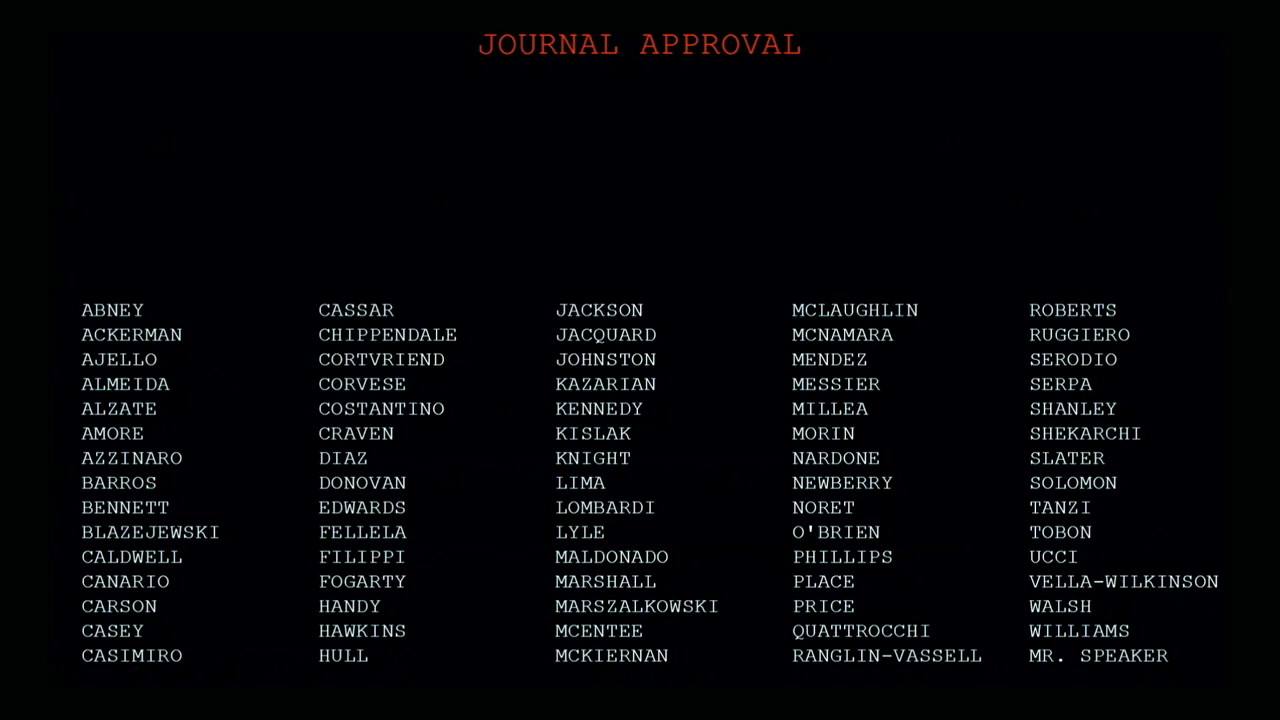 JOURNAL APPROVAL
ABNEY CASSAR JACKSON MCLAUGHLIN ROBERTS
ACKERMAN CHIPPENDALE JACQUARD MCNAMARA RUGGIERO
AJELLO CORTVRIEND JOHNSTON MENDEZ SERODIO
ALMEIDA CORVESE KAZARIAN MESSIER SERPA
ALZATE COSTANTINO KENNEDY MILLEA SHANLEY
AMORE CRAVEN KISLAK MORIN SHEKARCHI
AZZINARO DIAZ KNIGHT NARDONE SLATER
BARROS DONOVAN LIMA NEWBERRY SOLOMON
BENNETT EDWARDS LOMBARDI NORET TANZI
BLAZEJEWSKI FELLELA LYLE O'BRIEN TOBON
CALDWELL FILIPPI MALDONADO PHILLIPS UCCI
CANARIO FOGARTY MARSHALL PLACE VELLA-WILKINSON
CARSON HANDY MARSZALKOWSKI PRICE WALSH
CASEY HAWKINS MCENTEE QUATTROCCHI WILLIAMS
CASIMIRO HULL MCKIERNAN RANGLIN-VASSELL MR. SPEAKER